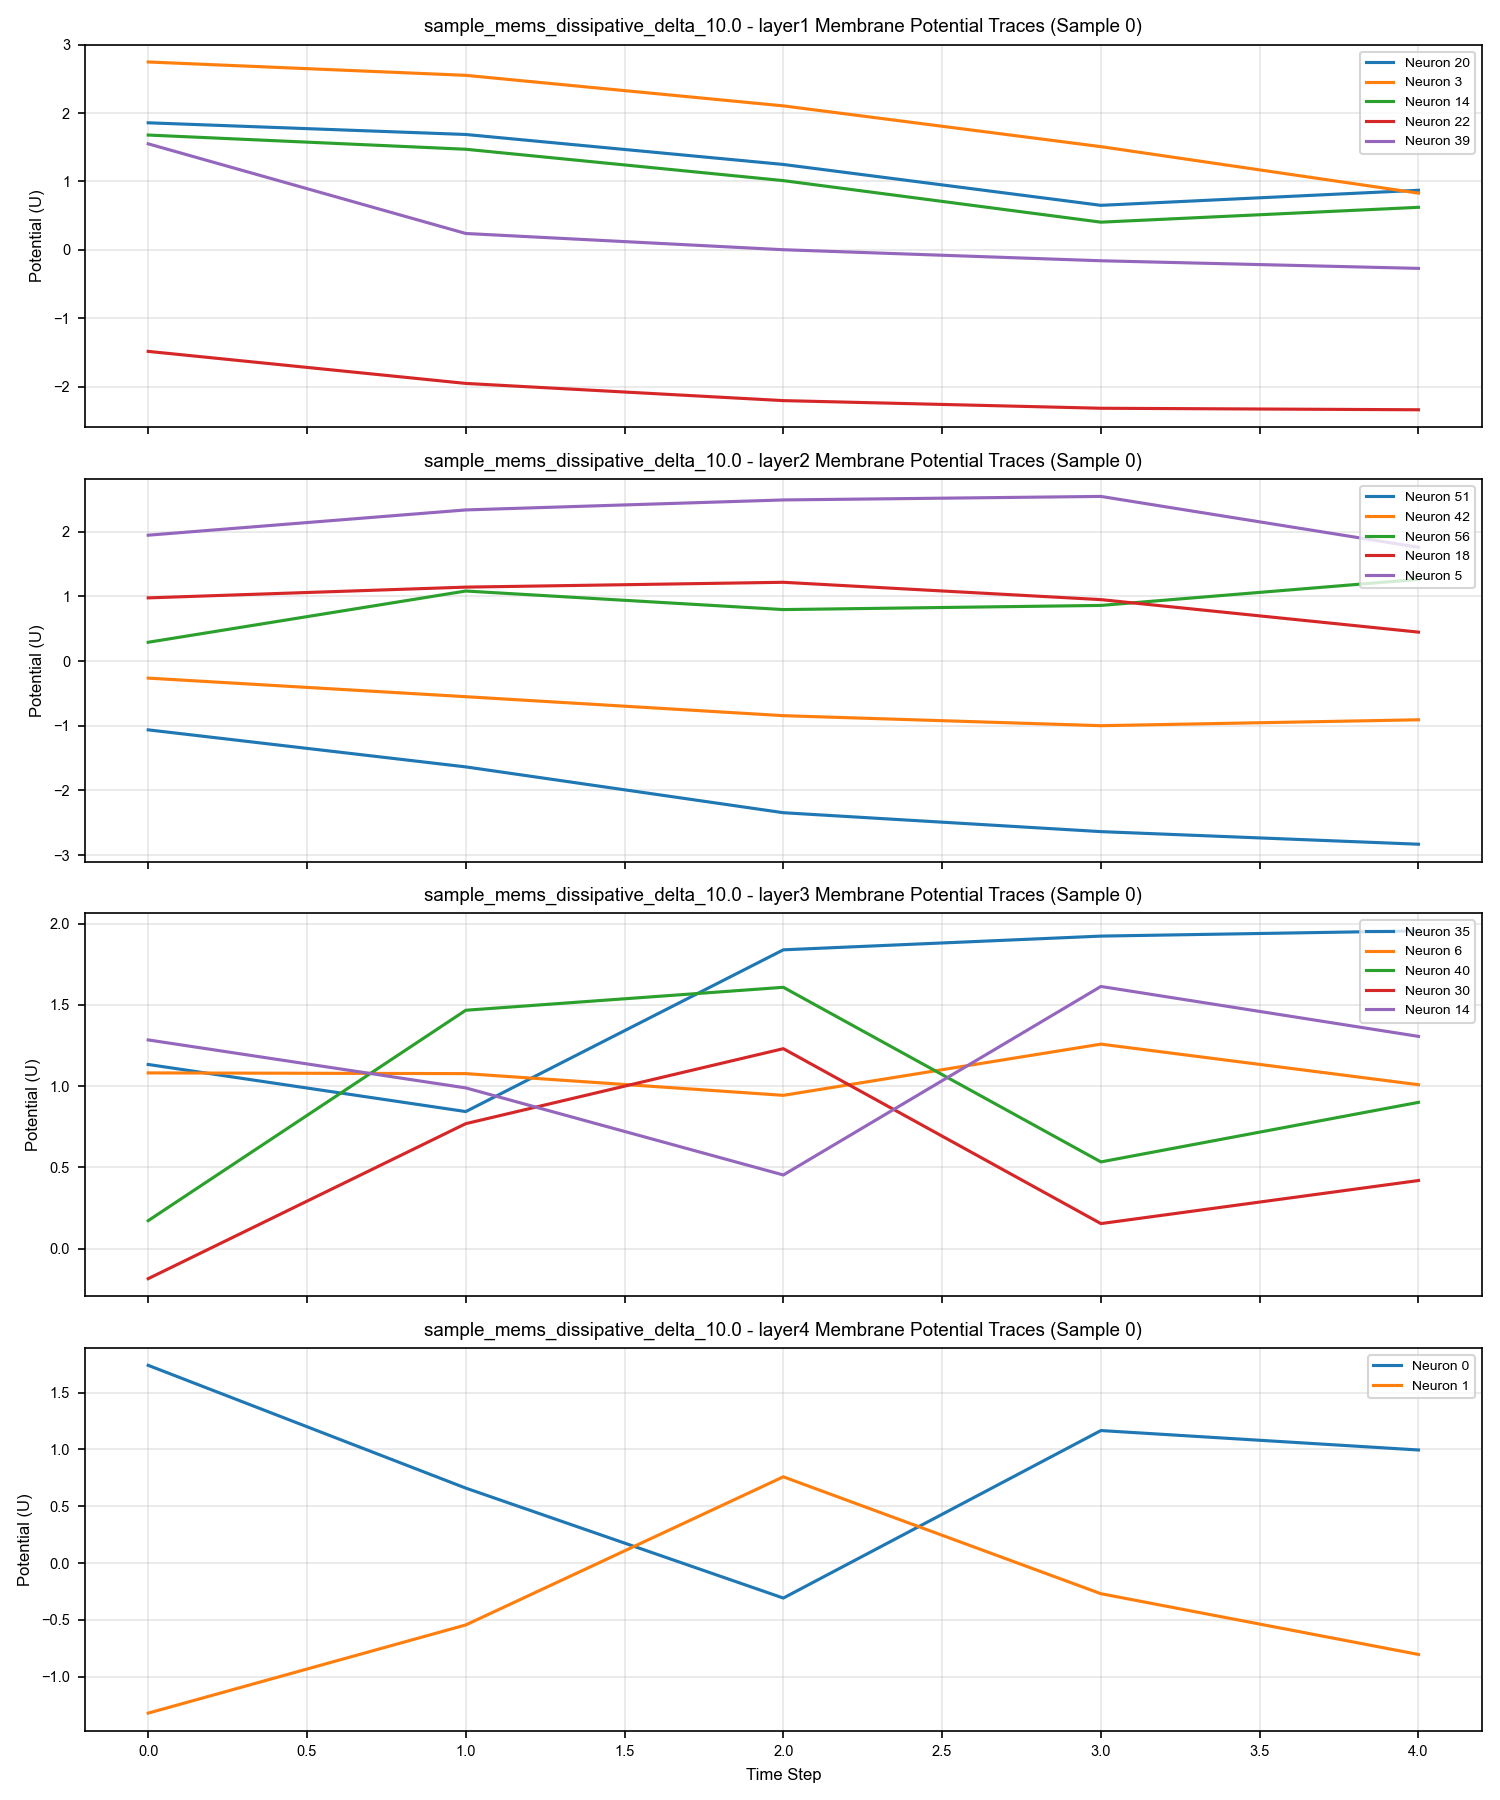 sample_mems_dissipative_delta_10.0 - layer1 Membrane Potential Traces (Sample 0)
3
2
1
0
−1
−2
Potential (U)
Neuron 20
Neuron 3
Neuron 14
Neuron 22
Neuron 39
sample_mems_dissipative_delta_10.0 - layer2 Membrane Potential Traces (Sample 0)
2
1
0
−1
−2
−3
Potential (U)
Neuron 51
Neuron 42
Neuron 56
Neuron 18
Neuron 5
sample_mems_dissipative_delta_10.0 - layer3 Membrane Potential Traces (Sample 0)
2.0
1.5
1.0
0.5
0.0
Potential (U)
Neuron 35
Neuron 6
Neuron 40
Neuron 30
Neuron 14
sample_mems_dissipative_delta_10.0 - layer4 Membrane Potential Traces (Sample 0)
1.5
1.0
0.5
0.0
−0.5
−1.0
Potential (U)
Neuron 0
Neuron 1
0.0 0.5 1.0 1.5 2.0 2.5 3.0 3.5 4.0
Time Step